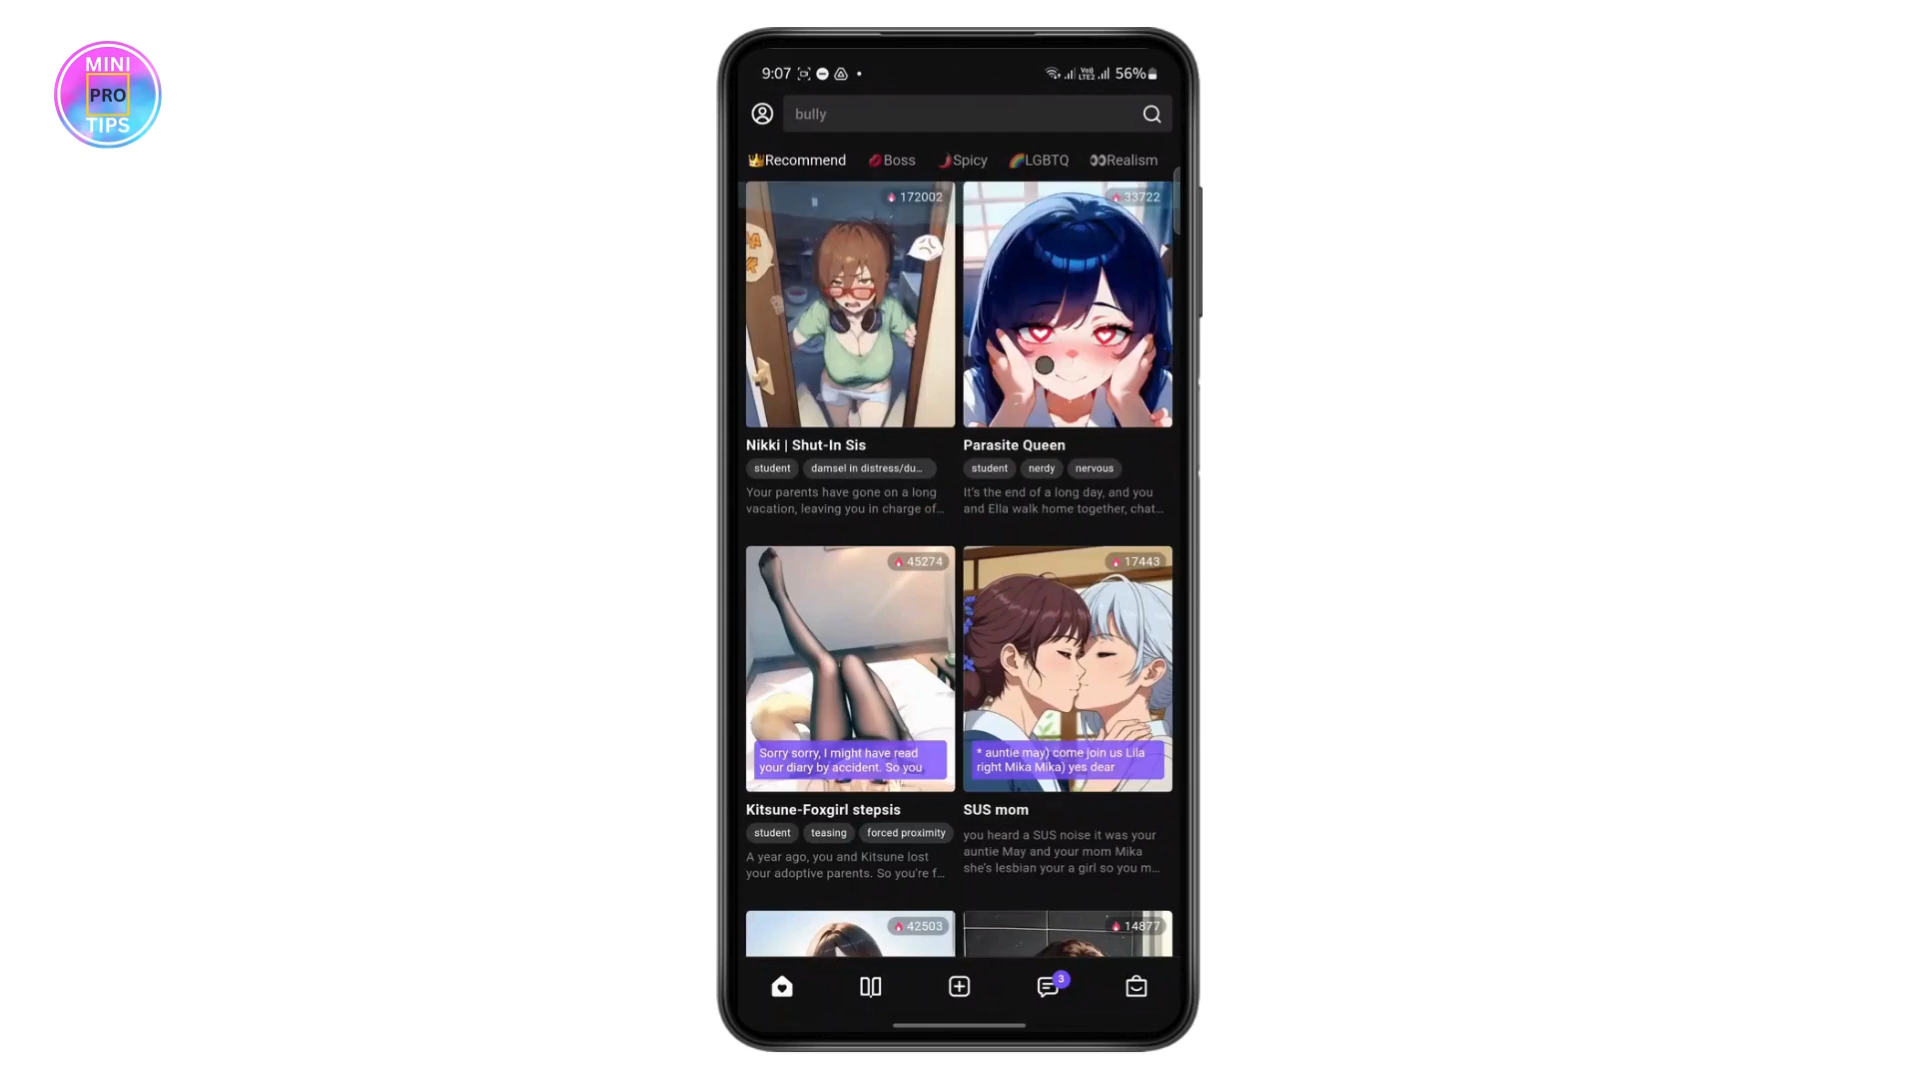 MINI
PRO
TIPS
9:07
Vo)) LTE2
56%
bully
Recommend
Boss
Spicy
LGBTQ
Realism
172002
33722
Nikki | Shut-In Sis
student
damsel in distress/du...
Your parents have gone on a long
vacation, leaving you in charge of...
Parasite Queen
student
nerdy
nervous
It's the end of a long day, and you
and Ella walk home together, chat...
45274
Sorry sorry, I might have read
your diary by accident. So you
17443
* auntie may) come join us Lila
right Mika Mika) yes dear
Kitsune-Foxgirl stepsis
student
teasing
forced proximity
A year ago, you and Kitsune lost
your adoptive parents. So you're f...
SUS mom
you heard a SUS noise it was your
auntie May and your mom Mika
she's lesbian your a girl so you m...
42503
14877
3